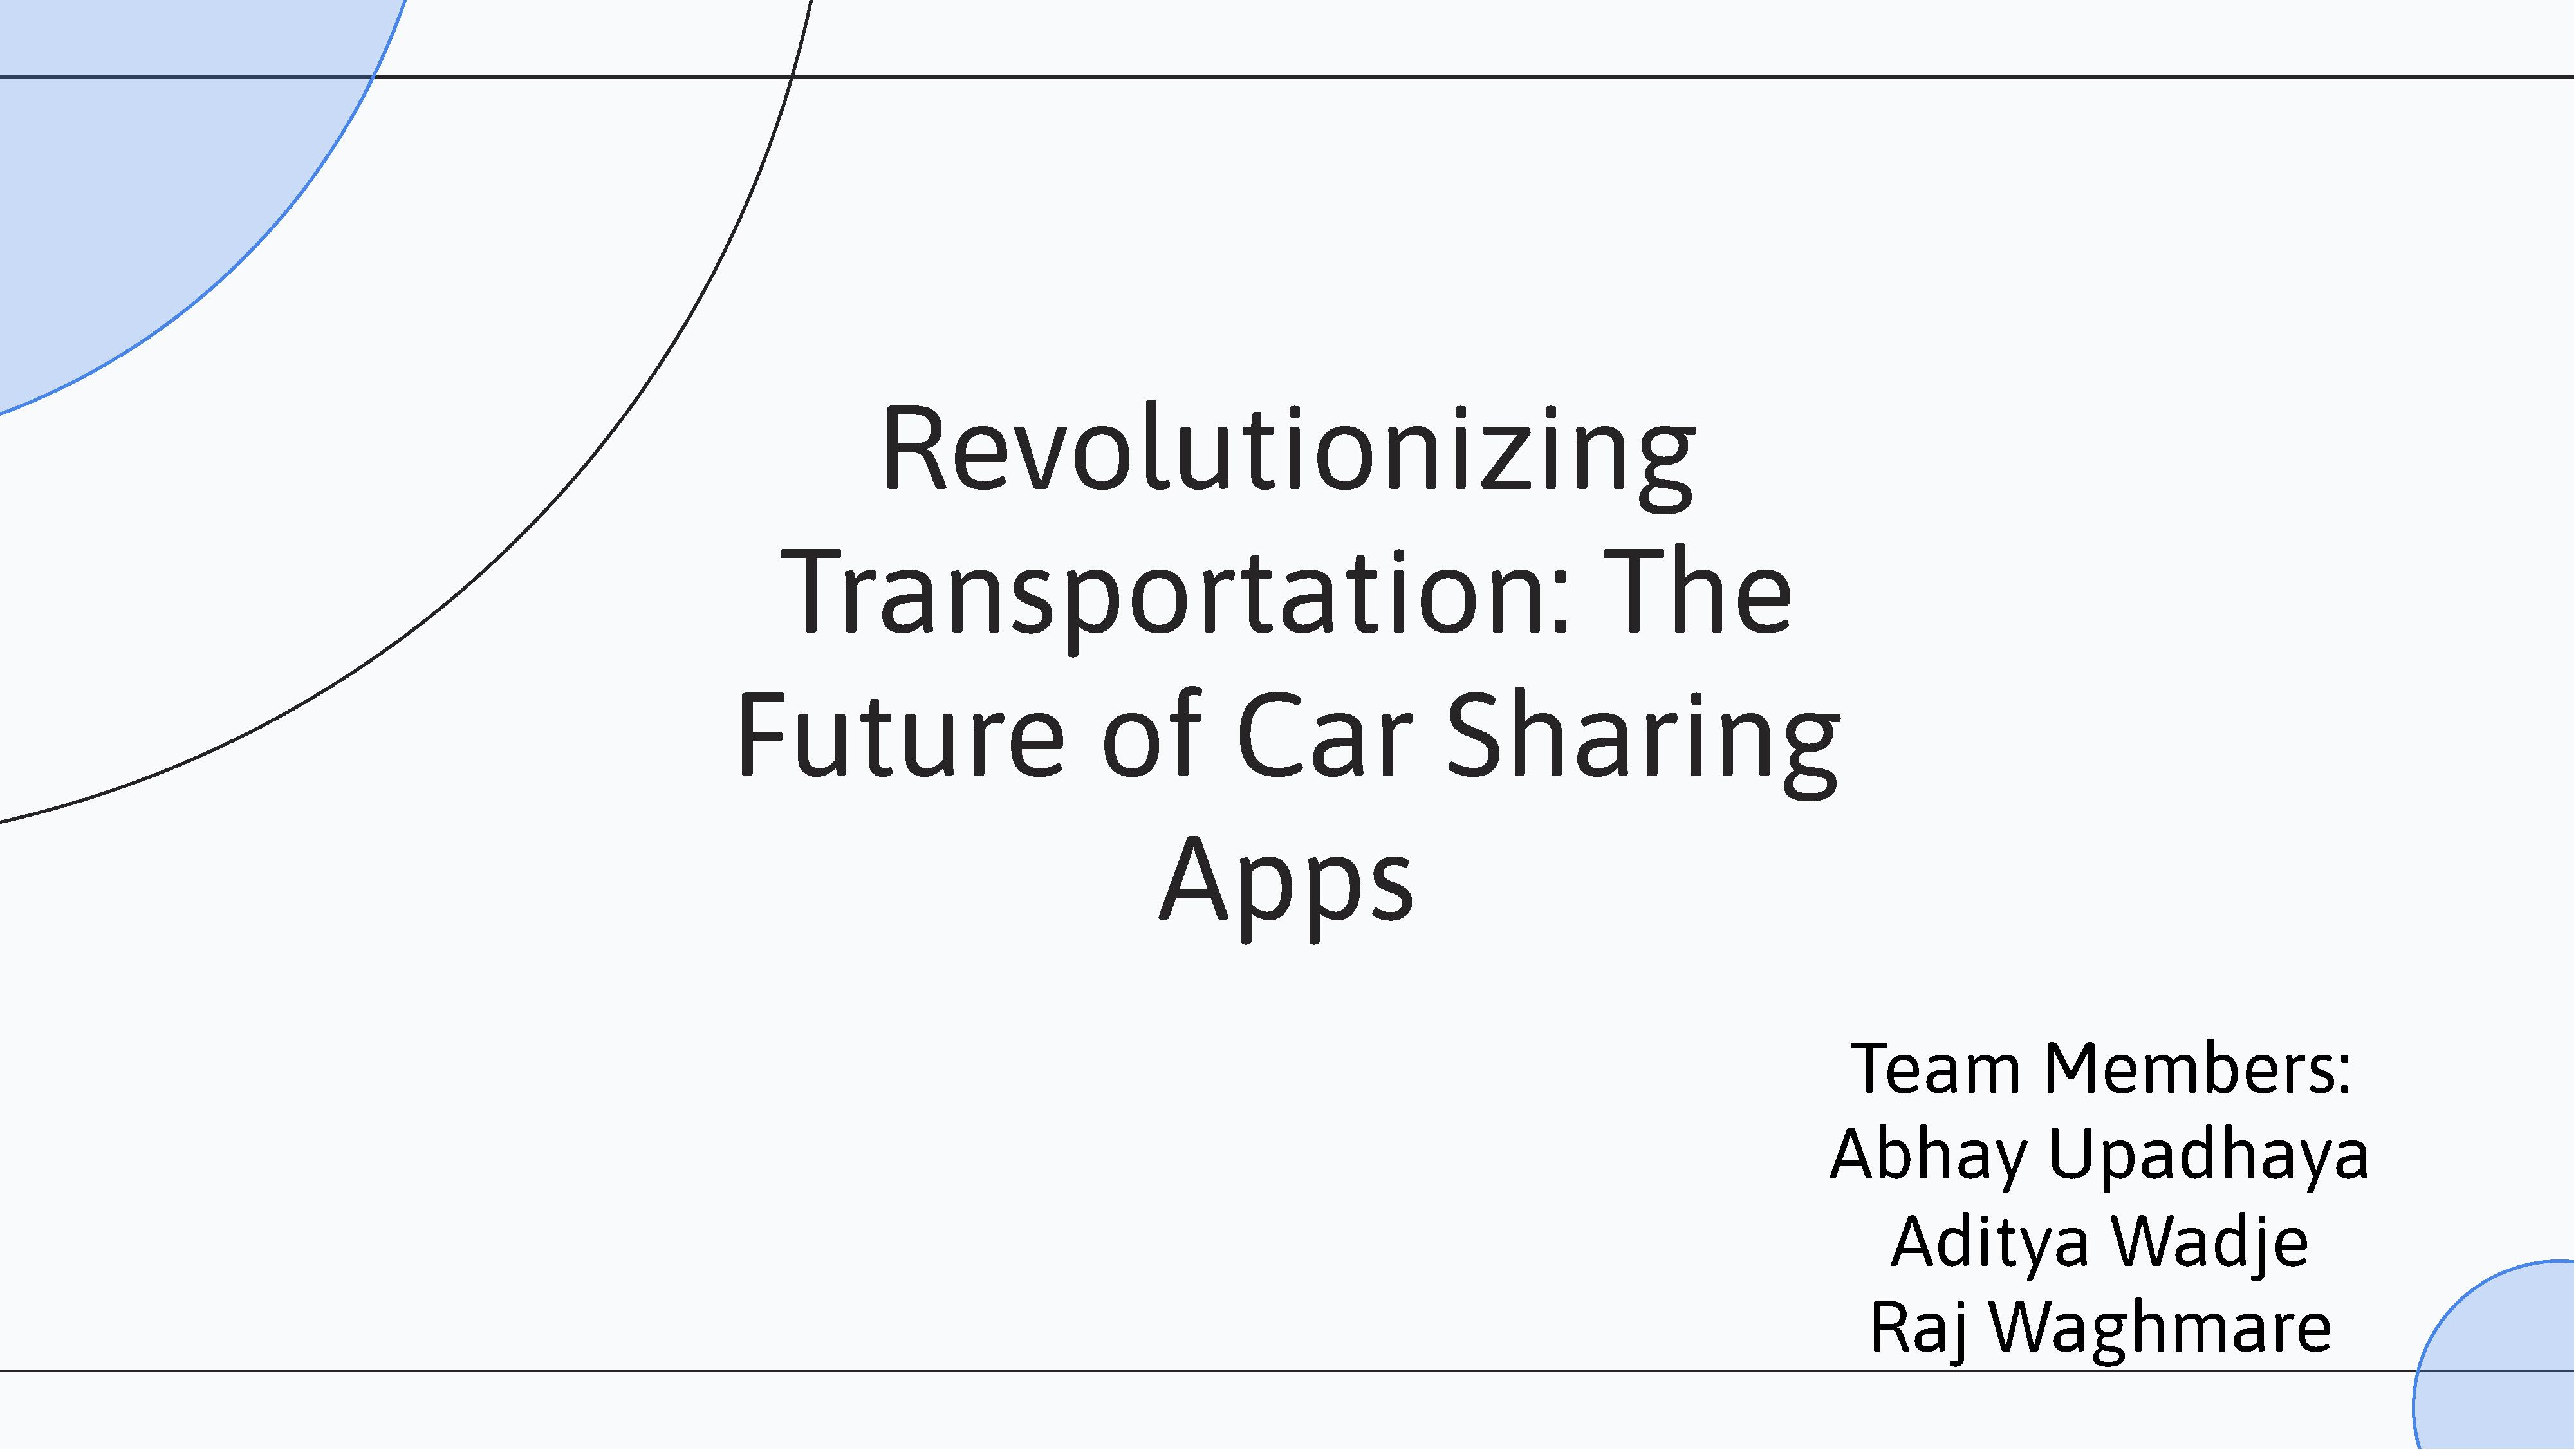 Revolutionizing
Transportation: The
Future of Car Sharing
Apps
Team Members:
Abhay Upadhaya
Aditya Wadje
Raj Waghmare